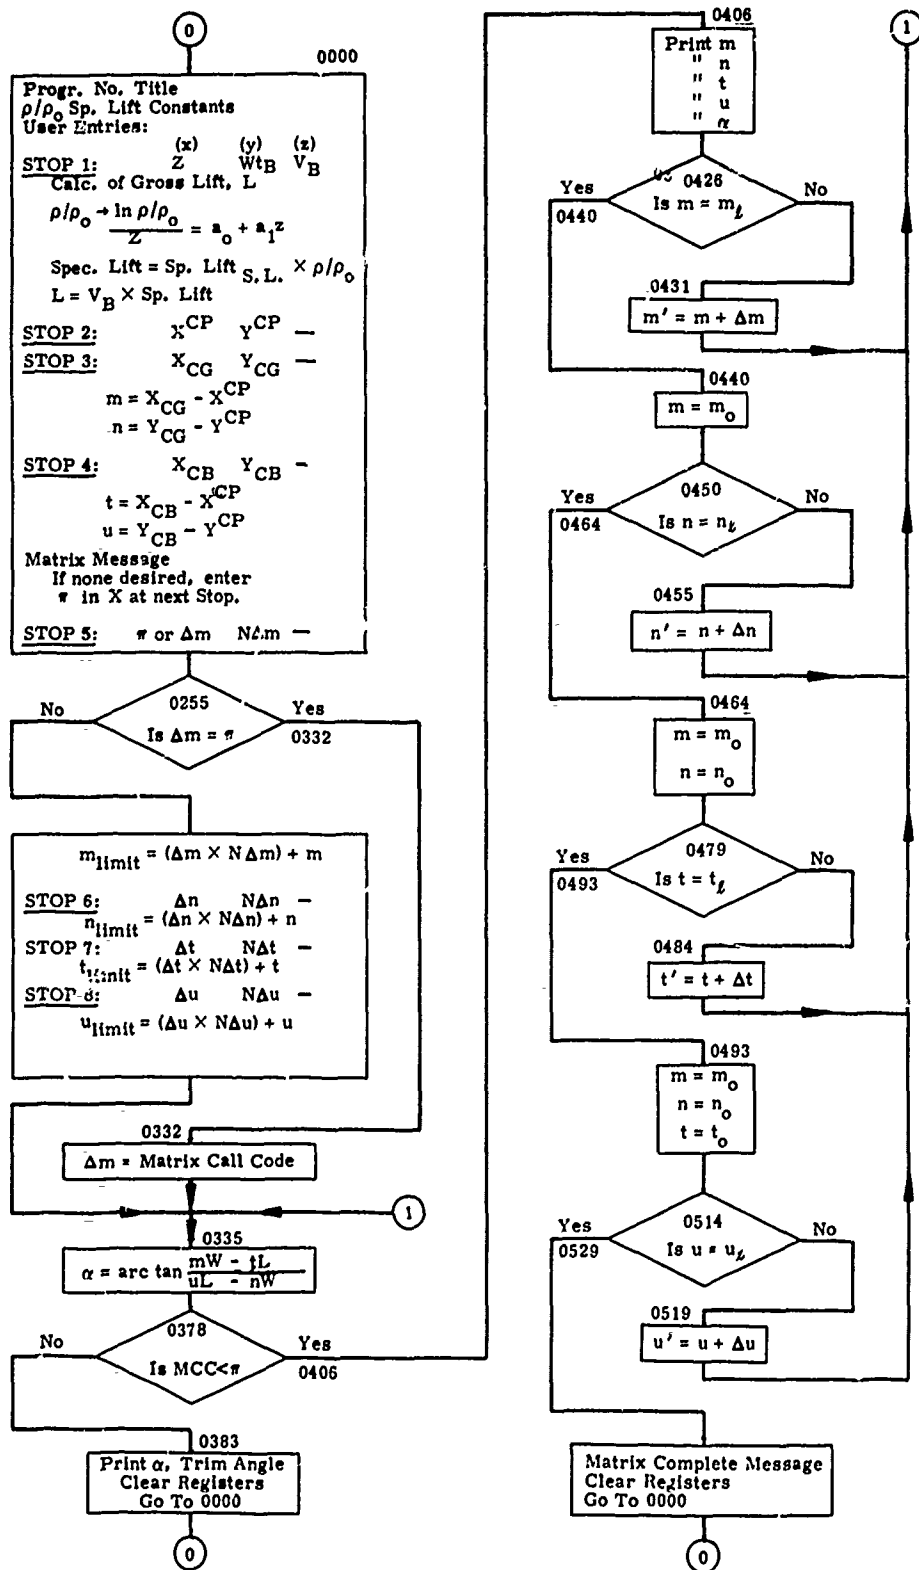 0
0000
Progr. No. Title
ρ/ρo Sp. Lift Constants
User Entries:
(x) (y) (z)
STOP 1: Z WtB VB
Calc. of Gross Lift, L
ρ/ρo → ln ρ/ρo / Z = ao + a1z
Spec. Lift = Sp. Lift S.L. × ρ/ρo
L = VB × Sp. Lift
STOP 2: X^CP Y^CP —
STOP 3: XCG YCG —
m = XCG - X^CP
n = YCG - Y^CP
STOP 4: XCB YCB —
t = XCB - X^CP
u = YCB - Y^CP
Matrix Message
If none desired, enter
π in X at next Stop.
STOP 5: π or Δm NΔm —
0255
No Yes
Is Δm = π
0332
mlimit = (Δm × NΔm) + m
STOP 6: Δn NΔn —
nlimit = (Δn × NΔn) + n
STOP 7: Δt NΔt —
tlimit = (Δt × NΔt) + t
STOP 8: Δu NΔu —
ulimit = (Δu × NΔu) + u
0332
Δm = Matrix Call Code
1
0335
α = arc tan mW - tL / uL - nW
0378
No Yes
Is MCC<π
0406
0383
Print α, Trim Angle
Clear Registers
Go To 0000
0
0406
1
Print m
" n
" t
" u
" α
0426
Yes No
0440
Is m = mℓ
0431
m' = m + Δm
0440
m = mo
0450
Yes No
0464
Is n = nℓ
0455
n' = n + Δn
0464
m = mo
n = no
0479
Yes No
0493
Is t = tℓ
0484
t' = t + Δt
0493
m = mo
n = no
t = to
0514
Yes No
0529
Is u = uℓ
0519
u' = u + Δu
Matrix Complete Message
Clear Registers
Go To 0000
0